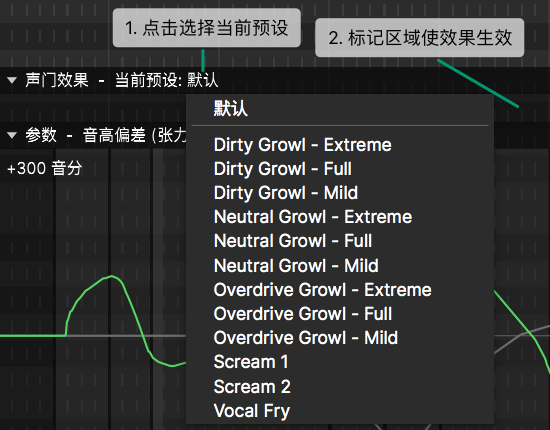 1. 点击选择当前预设
2. 标记区域使效果生效
声门效果 - 当前预设: 默认
默认
参数 - 音高偏差 (张力
+300 音分
Dirty Growl - Extreme
Dirty Growl - Full
Dirty Growl - Mild
Neutral Growl - Extreme
Neutral Growl - Full
Neutral Growl - Mild
Overdrive Growl - Extreme
Overdrive Growl - Full
Overdrive Growl - Mild
Scream 1
Scream 2
Vocal Fry